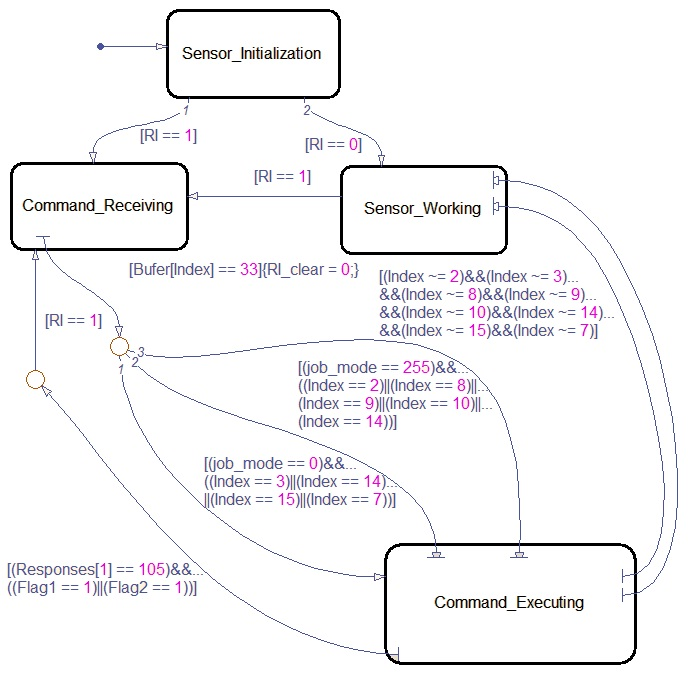 Sensor_Initialization
1
2
[RI == 1]
[RI == 0]
Command_Receiving
[RI == 1]
Sensor_Working
[Bufer[Index] == 33]{RI_clear = 0;}
[(Index ~= 2)&&(Index ~= 3)...
&&(Index ~= 8)&&(Index ~= 9)...
&&(Index ~= 10)&&(Index ~= 14)...
&&(Index ~= 15)&&(Index ~= 7)]
[RI == 1]
3
2
1
[(job_mode == 255)&&...
((Index == 2)||(Index == 8)||...
(Index == 9)||(Index == 10)||...
(Index == 14))]
[(job_mode == 0)&&...
((Index == 3)||(Index == 14)...
||(Index == 15)||(Index == 7))]
[(Responses[1] == 105)&&...
((Flag1 == 1)||(Flag2 == 1))]
Command_Executing